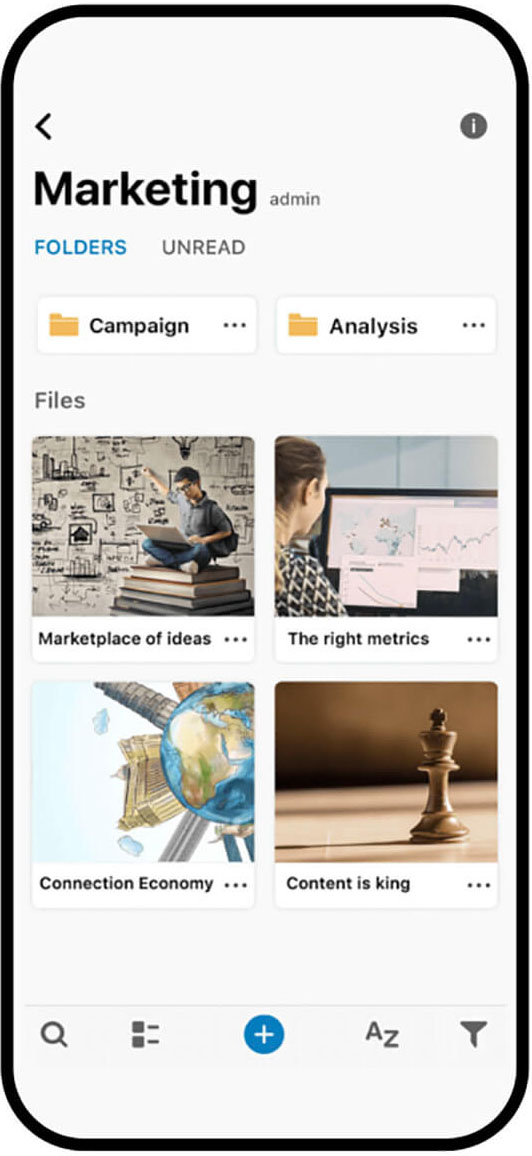 Marketing admin
FOLDERS UNREAD
Campaign ... Analysis ...
Files
Marketplace of ideas ... The right metrics ...
Connection Economy ... Content is king ...
AZ